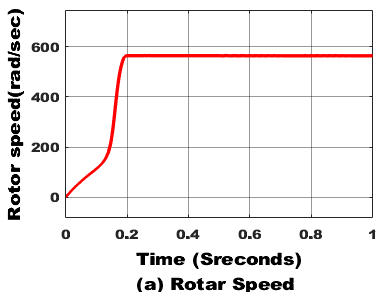 Rotor speed(rad/sec)
600
400
200
0
0 0.2 0.4 0.6 0.8 1
Time (Sreconds)
(a) Rotar Speed